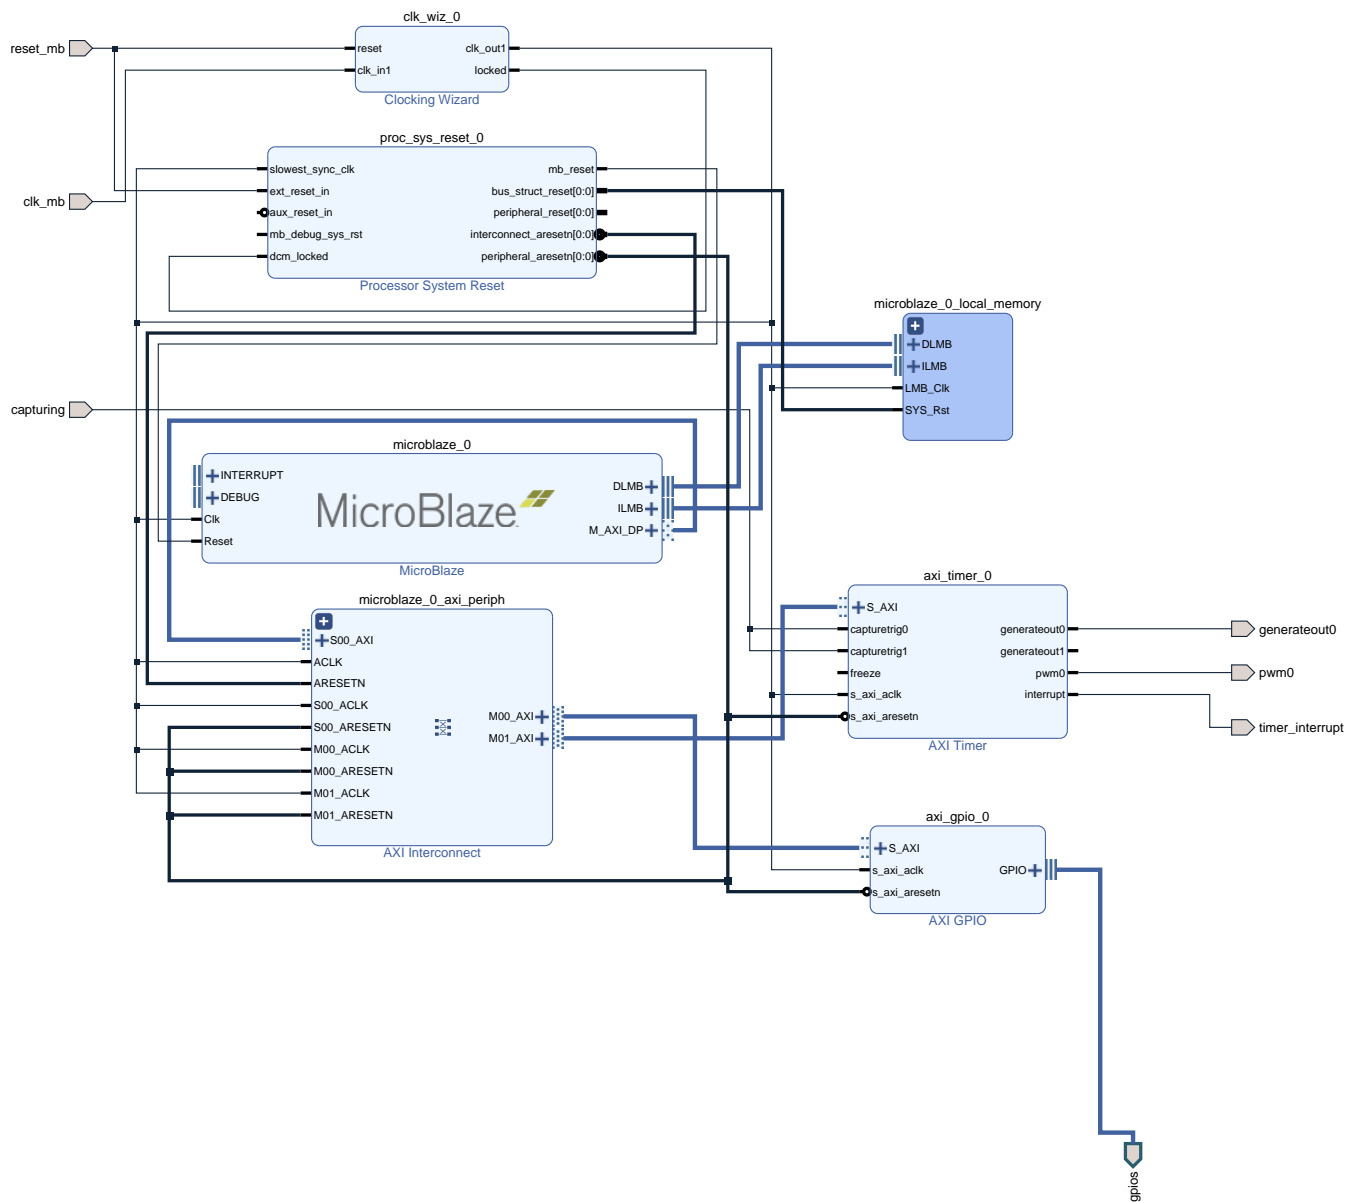 clk_wiz_0
reset_mb
reset
clk_in1
clk_out1
locked
Clocking Wizard
proc_sys_reset_0
slowest_sync_clk
ext_reset_in
aux_reset_in
mb_debug_sys_rst
dcm_locked
mb_reset
bus_struct_reset[0:0]
peripheral_reset[0:0]
interconnect_aresetn[0:0]
peripheral_aresetn[0:0]
Processor System Reset
clk_mb
microblaze_0_local_memory
DLMB
ILMB
LMB_Clk
SYS_Rst
capturing
microblaze_0
INTERRUPT
DEBUG
Clk
Reset
MicroBlaze
DLMB
ILMB
M_AXI_DP
MicroBlaze
microblaze_0_axi_periph
S00_AXI
ACLK
ARESETN
S00_ACLK
S00_ARESETN
M00_ACLK
M00_ARESETN
M01_ACLK
M01_ARESETN
M00_AXI
M01_AXI
AXI Interconnect
axi_timer_0
S_AXI
capturetrig0
capturetrig1
freeze
s_axi_aclk
s_axi_aresetn
generateout0
generateout1
pwm0
interrupt
AXI Timer
generateout0
pwm0
timer_interrupt
axi_gpio_0
S_AXI
s_axi_aclk
s_axi_aresetn
GPIO
AXI GPIO
gpios